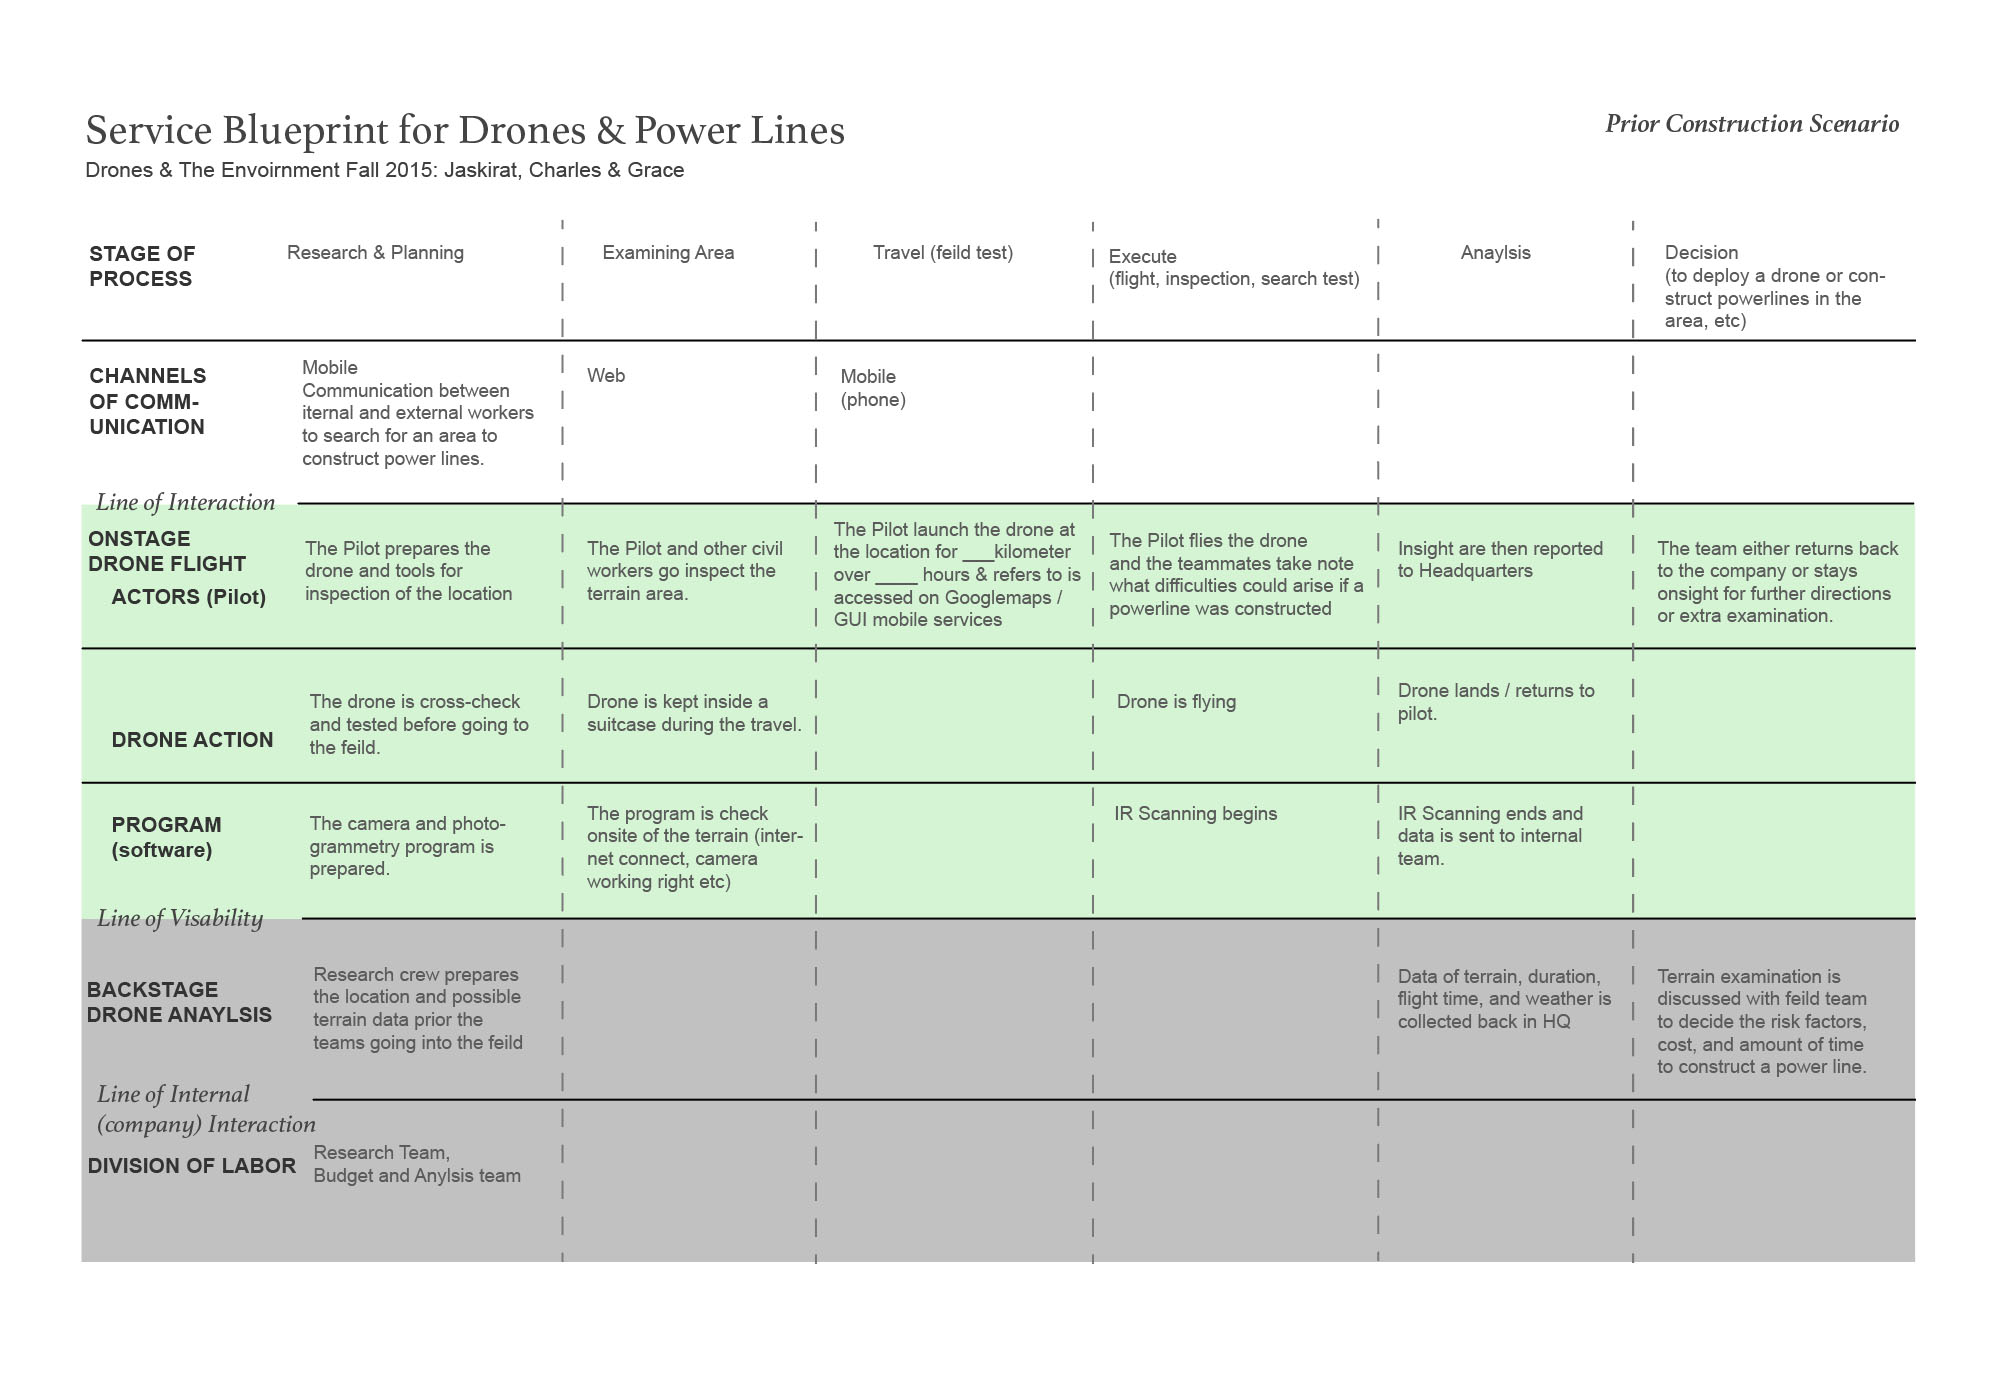 Service Blueprint for Drones & Power Lines
Prior Construction Scenario
Drones & The Envoirnment Fall 2015: Jaskirat, Charles & Grace
STAGE OF
PROCESS
Research & Planning
Examining Area
Travel (feild test)
Execute
(flight, inspection, search test)
Anaylsis
Decision
(to deploy a drone or con-
struct powerlines in the
area, etc)
CHANNELS
OF COMM-
UNICATION
Mobile
Communication between
iternal and external workers
to search for an area to
construct power lines.
Web
Mobile
(phone)
Line of Interaction
ONSTAGE
DRONE FLIGHT
ACTORS (Pilot)
The Pilot prepares the
drone and tools for
inspection of the location
The Pilot and other civil
workers go inspect the
terrain area.
The Pilot launch the drone at
the location for ___kilometer
over ____ hours & refers to is
accessed on Googlemaps /
GUI mobile services
The Pilot flies the drone
and the teammates take note
what difficulties could arise if a
powerline was constructed
Insight are then reported
to Headquarters
The team either returns back
to the company or stays
onsight for further directions
or extra examination.
DRONE ACTION
The drone is cross-check
and tested before going to
the feild.
Drone is kept inside a
suitcase during the travel.
Drone is flying
Drone lands / returns to
pilot.
PROGRAM
(software)
The camera and photo-
grammetry program is
prepared.
The program is check
onsite of the terrain (inter-
net connect, camera
working right etc)
IR Scanning begins
IR Scanning ends and
data is sent to internal
team.
Line of Visability
BACKSTAGE
DRONE ANAYLSIS
Research crew prepares
the location and possible
terrain data prior the
teams going into the feild
Data of terrain, duration,
flight time, and weather is
collected back in HQ
Terrain examination is
discussed with feild team
to decide the risk factors,
cost, and amount of time
to construct a power line.
Line of Internal
(company) Interaction
DIVISION OF LABOR
Research Team,
Budget and Anylsis team